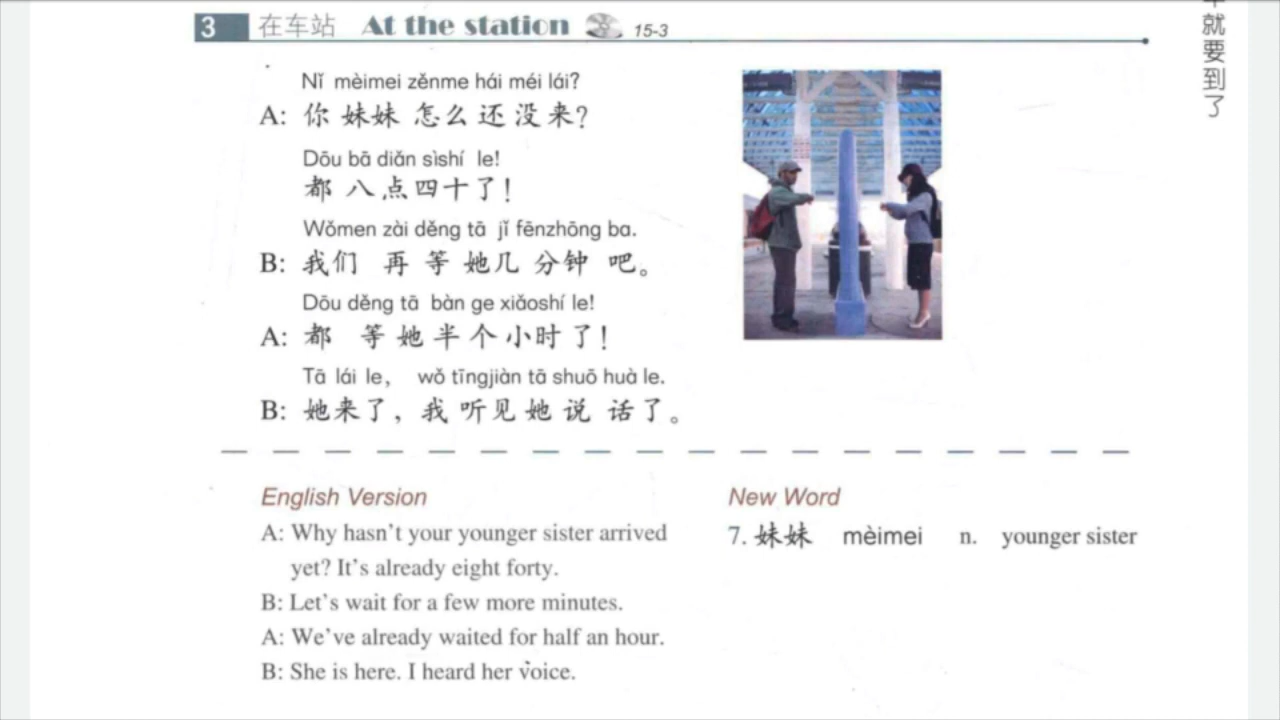 3 在车站 At the station 15-3
Nǐ mèimei zěnme hái méi lái?
A: 你 妹妹 怎么 还 没 来?
Dōu bā diǎn sìshí le!
都 八 点 四十 了!
Wǒmen zài děng tā jǐ fēnzhōng ba.
B: 我们 再 等 她 几 分钟 吧。
Dōu děng tā bàn ge xiǎoshí le!
A: 都 等 她 半 个 小时 了!
Tā lái le, wǒ tīngjiàn tā shuō huà le.
B: 她 来 了, 我 听见 她 说 话 了。
English Version
A: Why hasn't your younger sister arrived
yet? It's already eight forty.
B: Let's wait for a few more minutes.
A: We've already waited for half an hour.
B: She is here. I heard her voice.
New Word
7. 妹妹 mèimei n. younger sister
就要到了